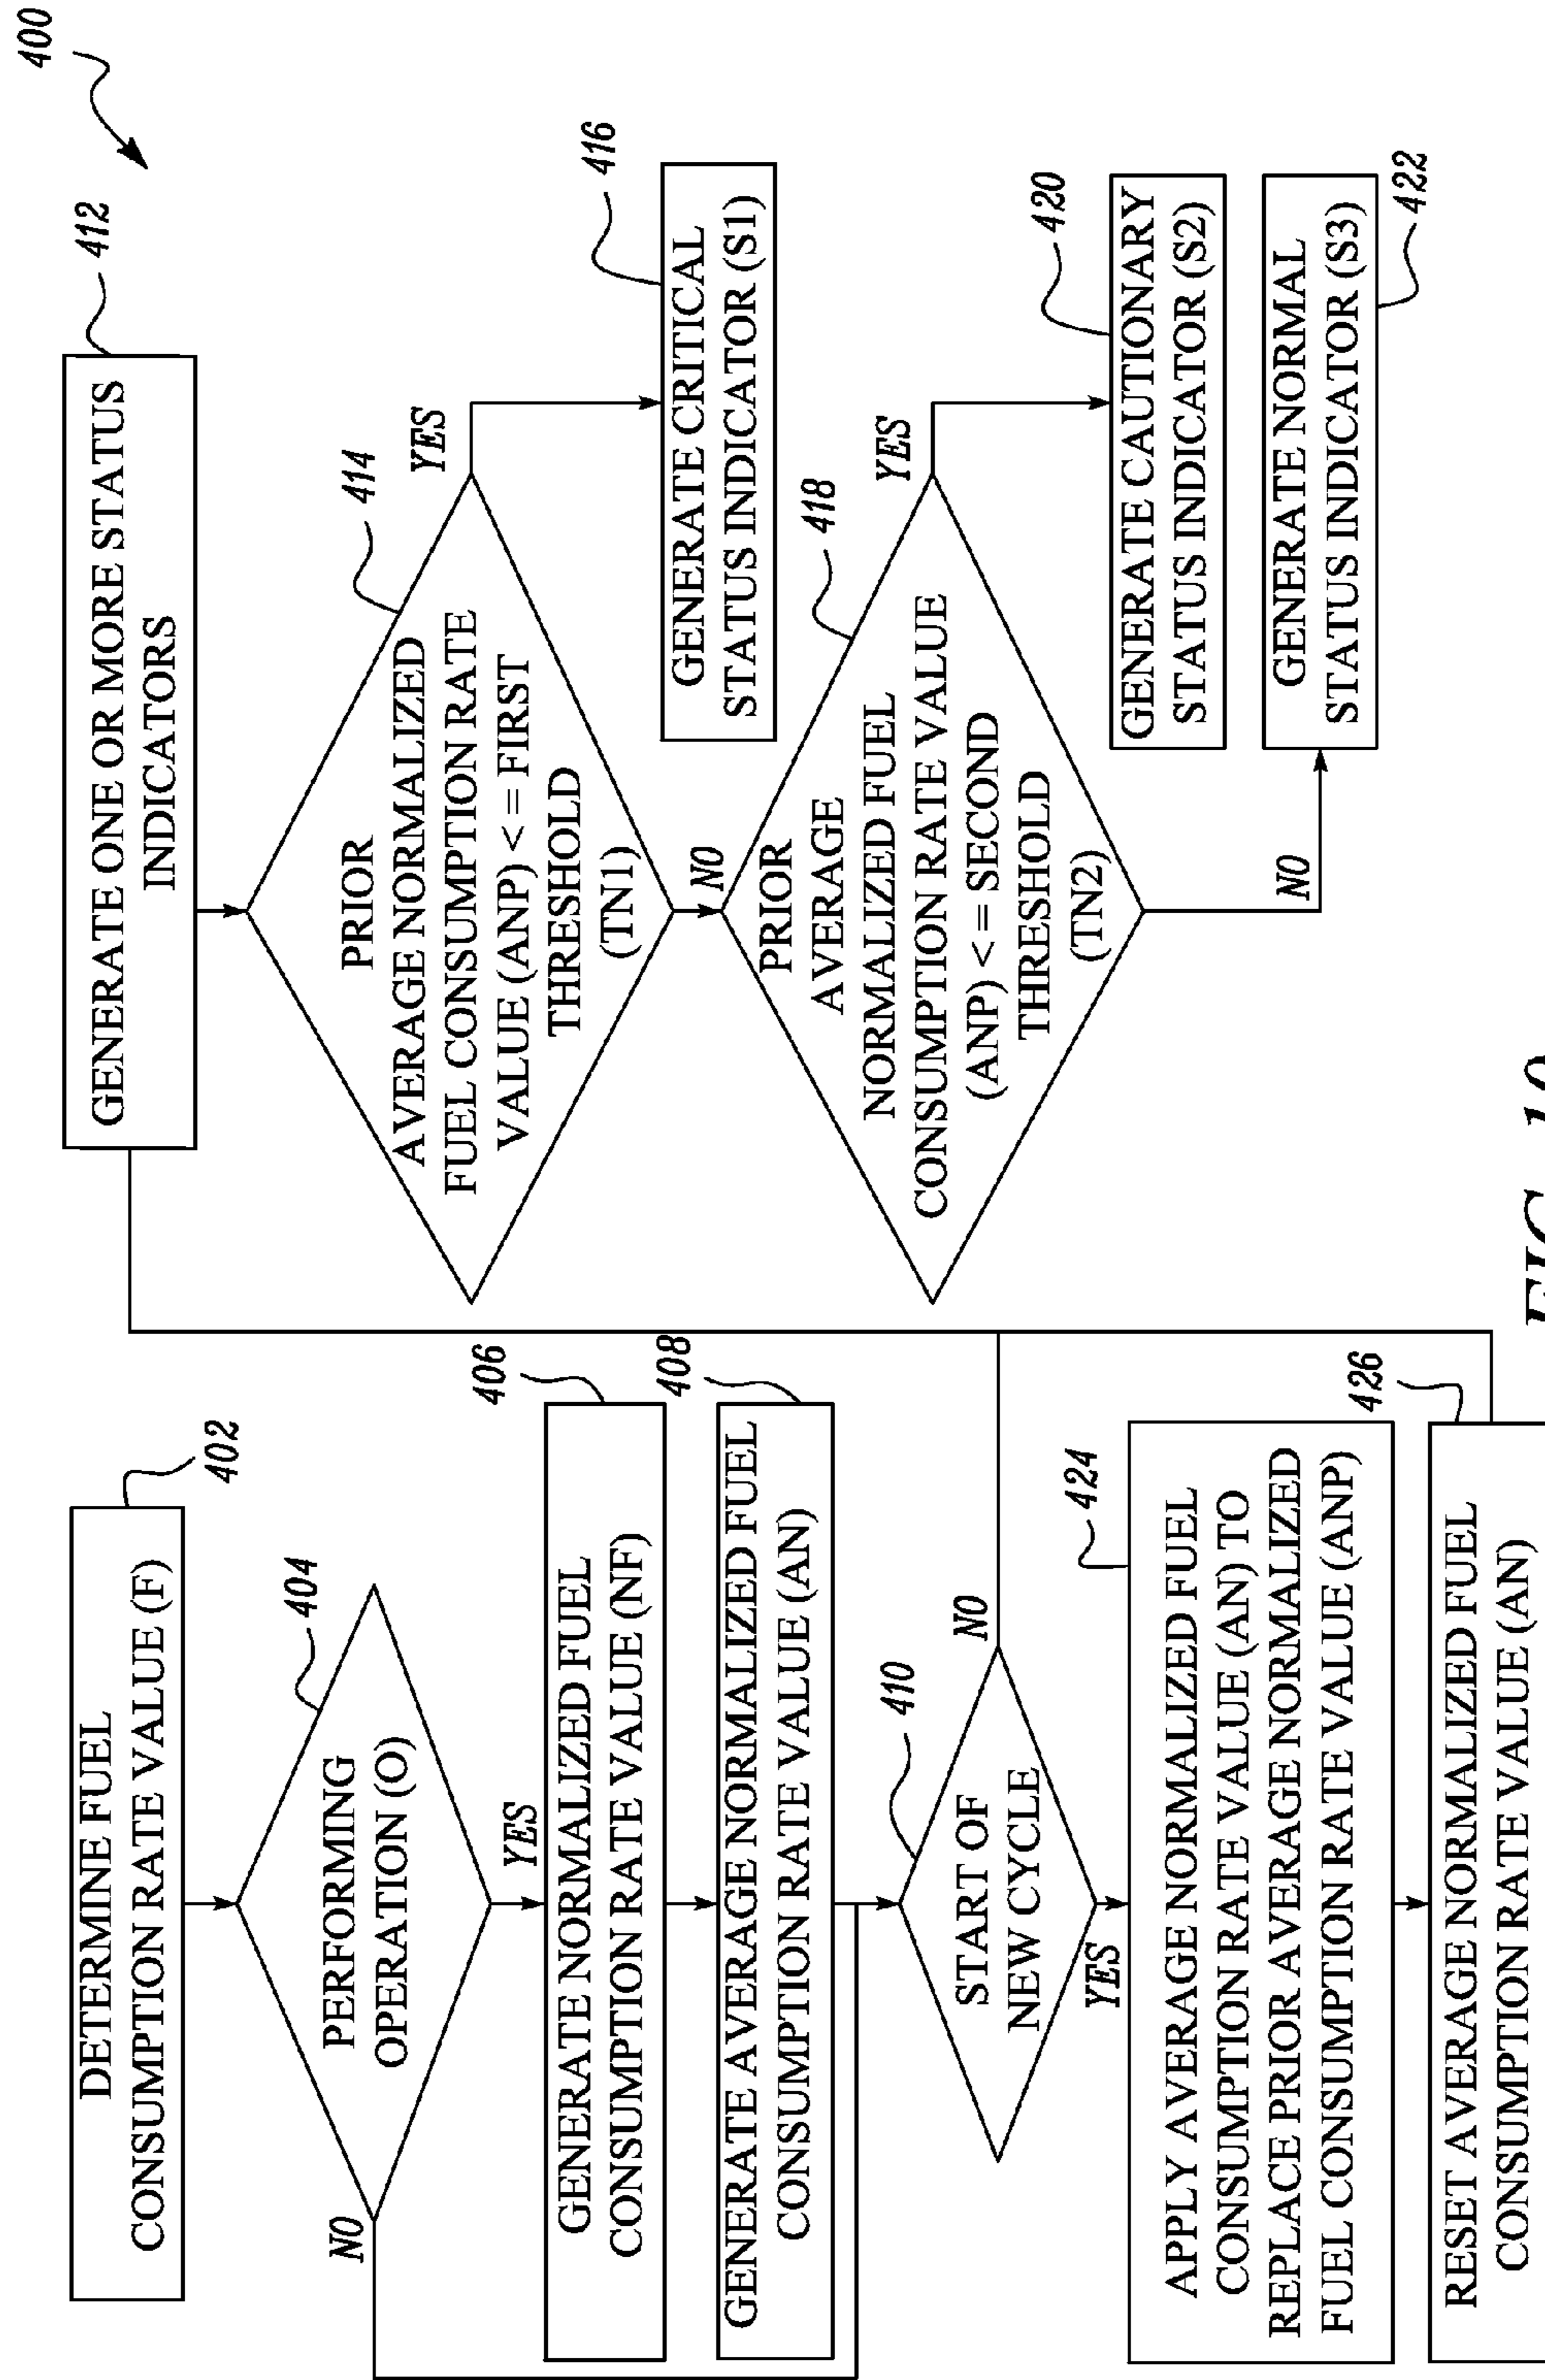 400
DETERMINE FUEL
CONSUMPTION RATE VALUE (F)
402
PERFORMING
OPERATION (O)
404
NO
YES
GENERATE NORMALIZED FUEL
CONSUMPTION RATE VALUE (NF)
406
GENERATE AVERAGE NORMALIZED FUEL
CONSUMPTION RATE VALUE (AN)
408
START OF
NEW CYCLE
410
NO
YES
APPLY AVERAGE NORMALIZED FUEL
CONSUMPTION RATE VALUE (AN) TO
REPLACE PRIOR AVERAGE NORMALIZED
FUEL CONSUMPTION RATE VALUE (ANP)
424
RESET AVERAGE NORMALIZED FUEL
CONSUMPTION RATE VALUE (AN)
426
GENERATE ONE OR MORE STATUS
INDICATORS
412
PRIOR
AVERAGE NORMALIZED
FUEL CONSUMPTION RATE
VALUE (ANP) <= FIRST
THRESHOLD
(TN1)
414
YES
GENERATE CRITICAL
STATUS INDICATOR (S1)
416
NO
PRIOR
AVERAGE
NORMALIZED FUEL
CONSUMPTION RATE VALUE
(ANP) <= SECOND
THRESHOLD
(TN2)
418
YES
GENERATE CAUTIONARY
STATUS INDICATOR (S2)
420
NO
GENERATE NORMAL
STATUS INDICATOR (S3)
422
FIG. 10